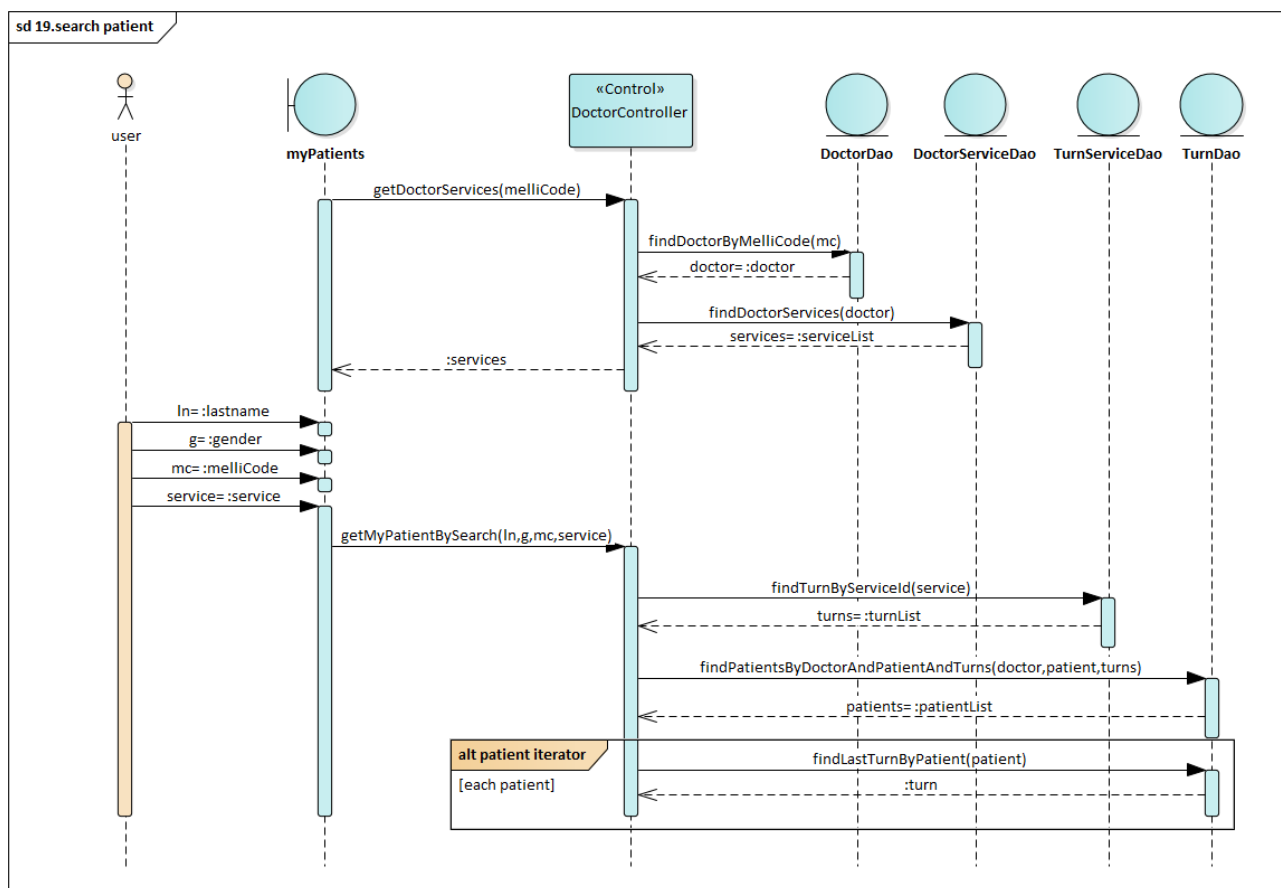 sd 19.search patient
user
myPatients
«Control»
DoctorController
DoctorDao
DoctorServiceDao
TurnServiceDao
TurnDao
getDoctorServices(melliCode)
findDoctorByMelliCode(mc)
doctor= :doctor
findDoctorServices(doctor)
services= :serviceList
:services
ln= :lastname
g= :gender
mc= :melliCode
service= :service
getMyPatientBySearch(ln,g,mc,service)
findTurnByServiceId(service)
turns= :turnList
findPatientsByDoctorAndPatientAndTurns(doctor,patient,turns)
patients= :patientList
alt patient iterator
findLastTurnByPatient(patient)
[each patient]
:turn